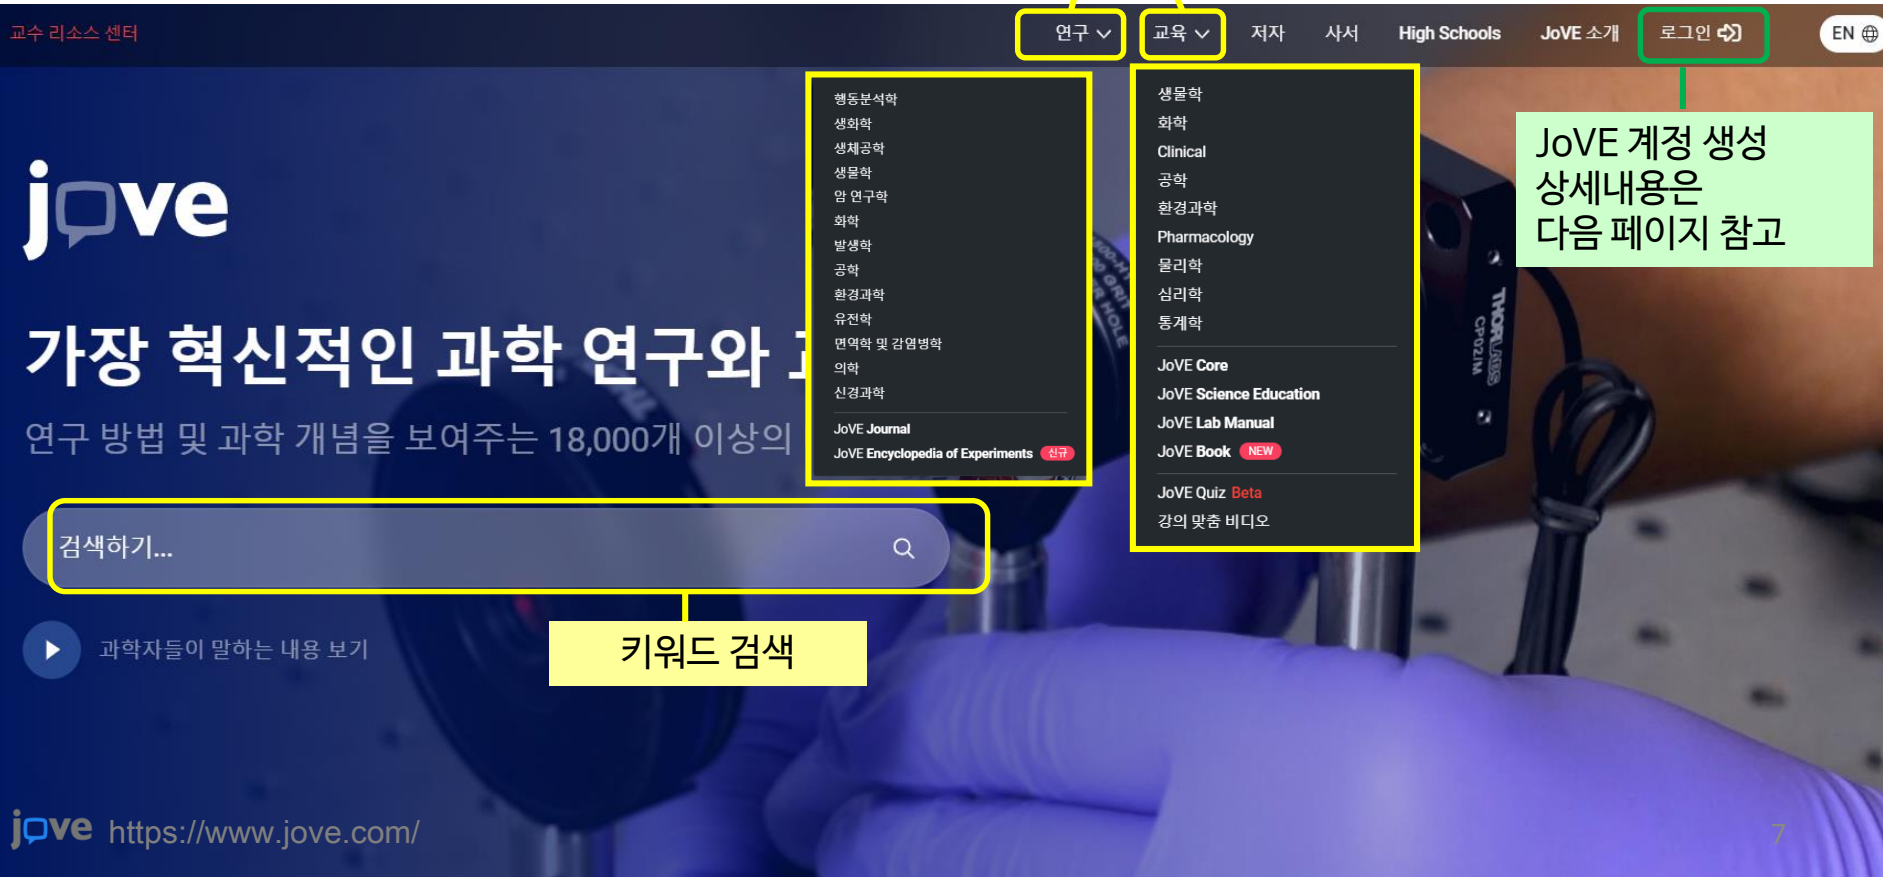 교수 리소스 센터
연구
교육
저자
사서
High Schools
JoVE 소개
로그인
EN
행동분석학
생화학
생체공학
생물학
암 연구학
화학
발생학
공학
환경과학
유전학
면역학 및 감염병학
의학
신경과학
JoVE Journal
JoVE Encyclopedia of Experiments 신규
생물학
화학
Clinical
공학
환경과학
Pharmacology
물리학
심리학
통계학
JoVE Core
JoVE Science Education
JoVE Lab Manual
JoVE Book NEW
JoVE Quiz Beta
강의 맞춤 비디오
JoVE 계정 생성
상세내용은
다음 페이지 참고
jove
가장 혁신적인 과학 연구와
연구 방법 및 과학 개념을 보여주는 18,000개 이상의
검색하기...
키워드 검색
과학자들이 말하는 내용 보기
THORLABS
CP02/M
jove https://www.jove.com/
7